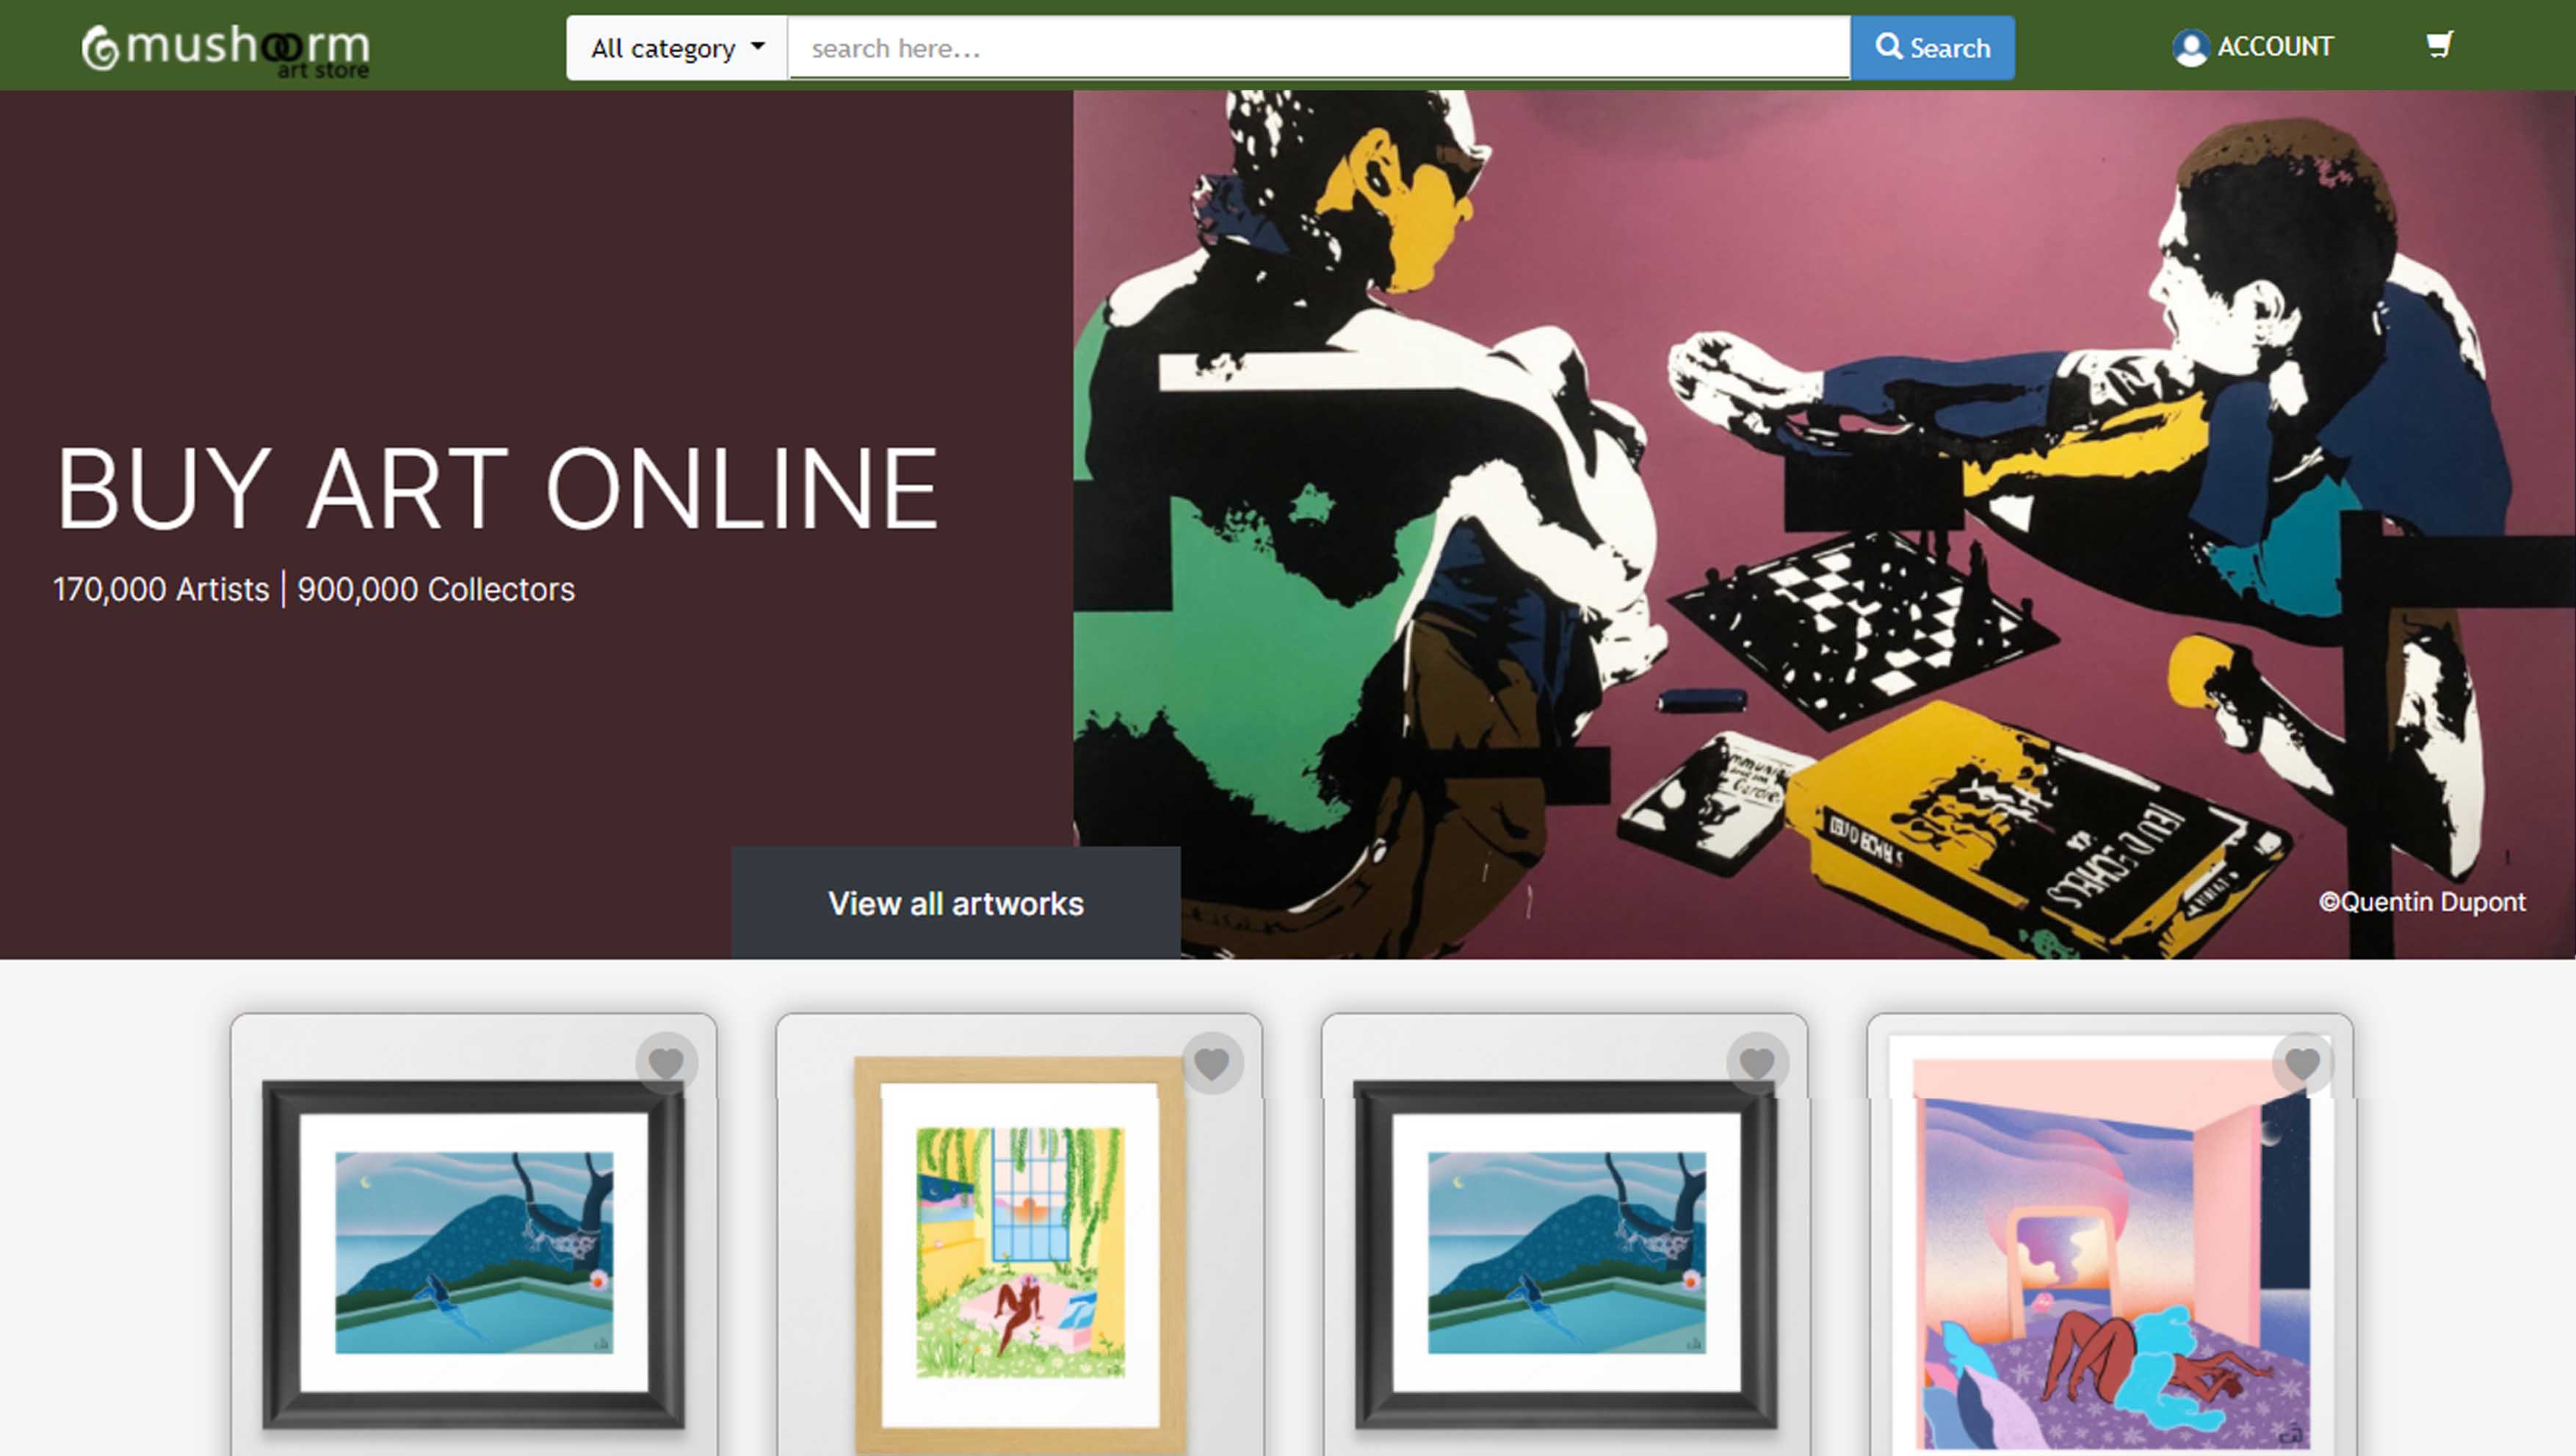 mushoorm
art store
All category
search here...
Search
ACCOUNT
BUY ART ONLINE
170,000 Artists | 900,000 Collectors
View all artworks
©Quentin Dupont